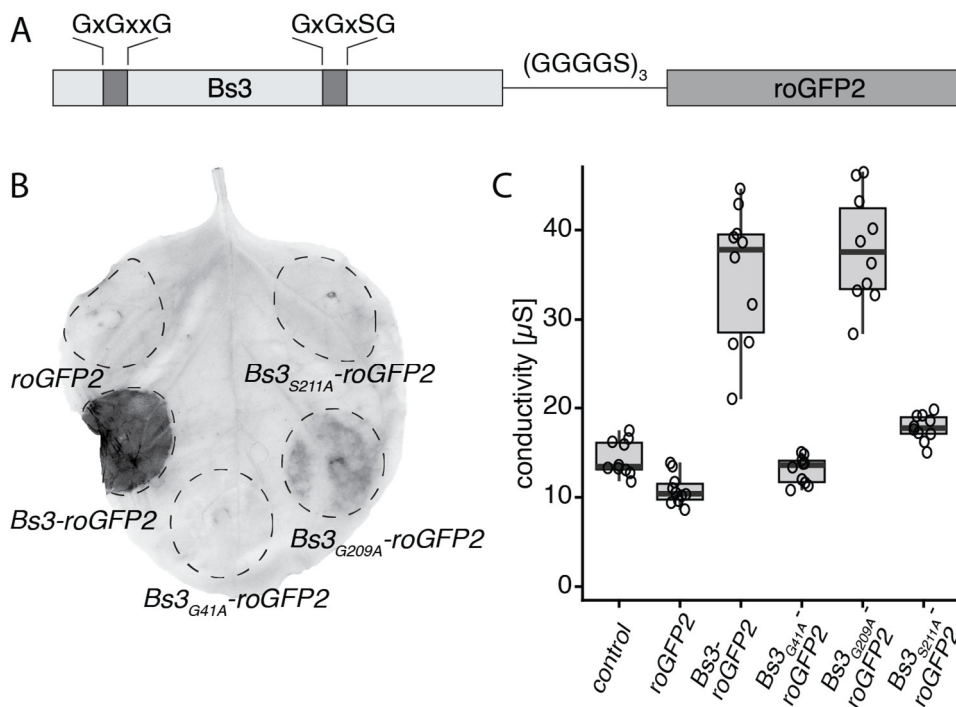 A
GxGxxG
GxGxSG
Bs3
(GGGGS)3
roGFP2
B
roGFP2
Bs3S211A-roGFP2
Bs3-roGFP2
Bs3G209A-roGFP2
Bs3G41A-roGFP2
C
conductivity [µS]
40
30
20
10
0
control
roGFP2
Bs3-
roGFP2
Bs3G41A-
roGFP2
Bs3G209A-
roGFP2
Bs3S211A-
roGFP2